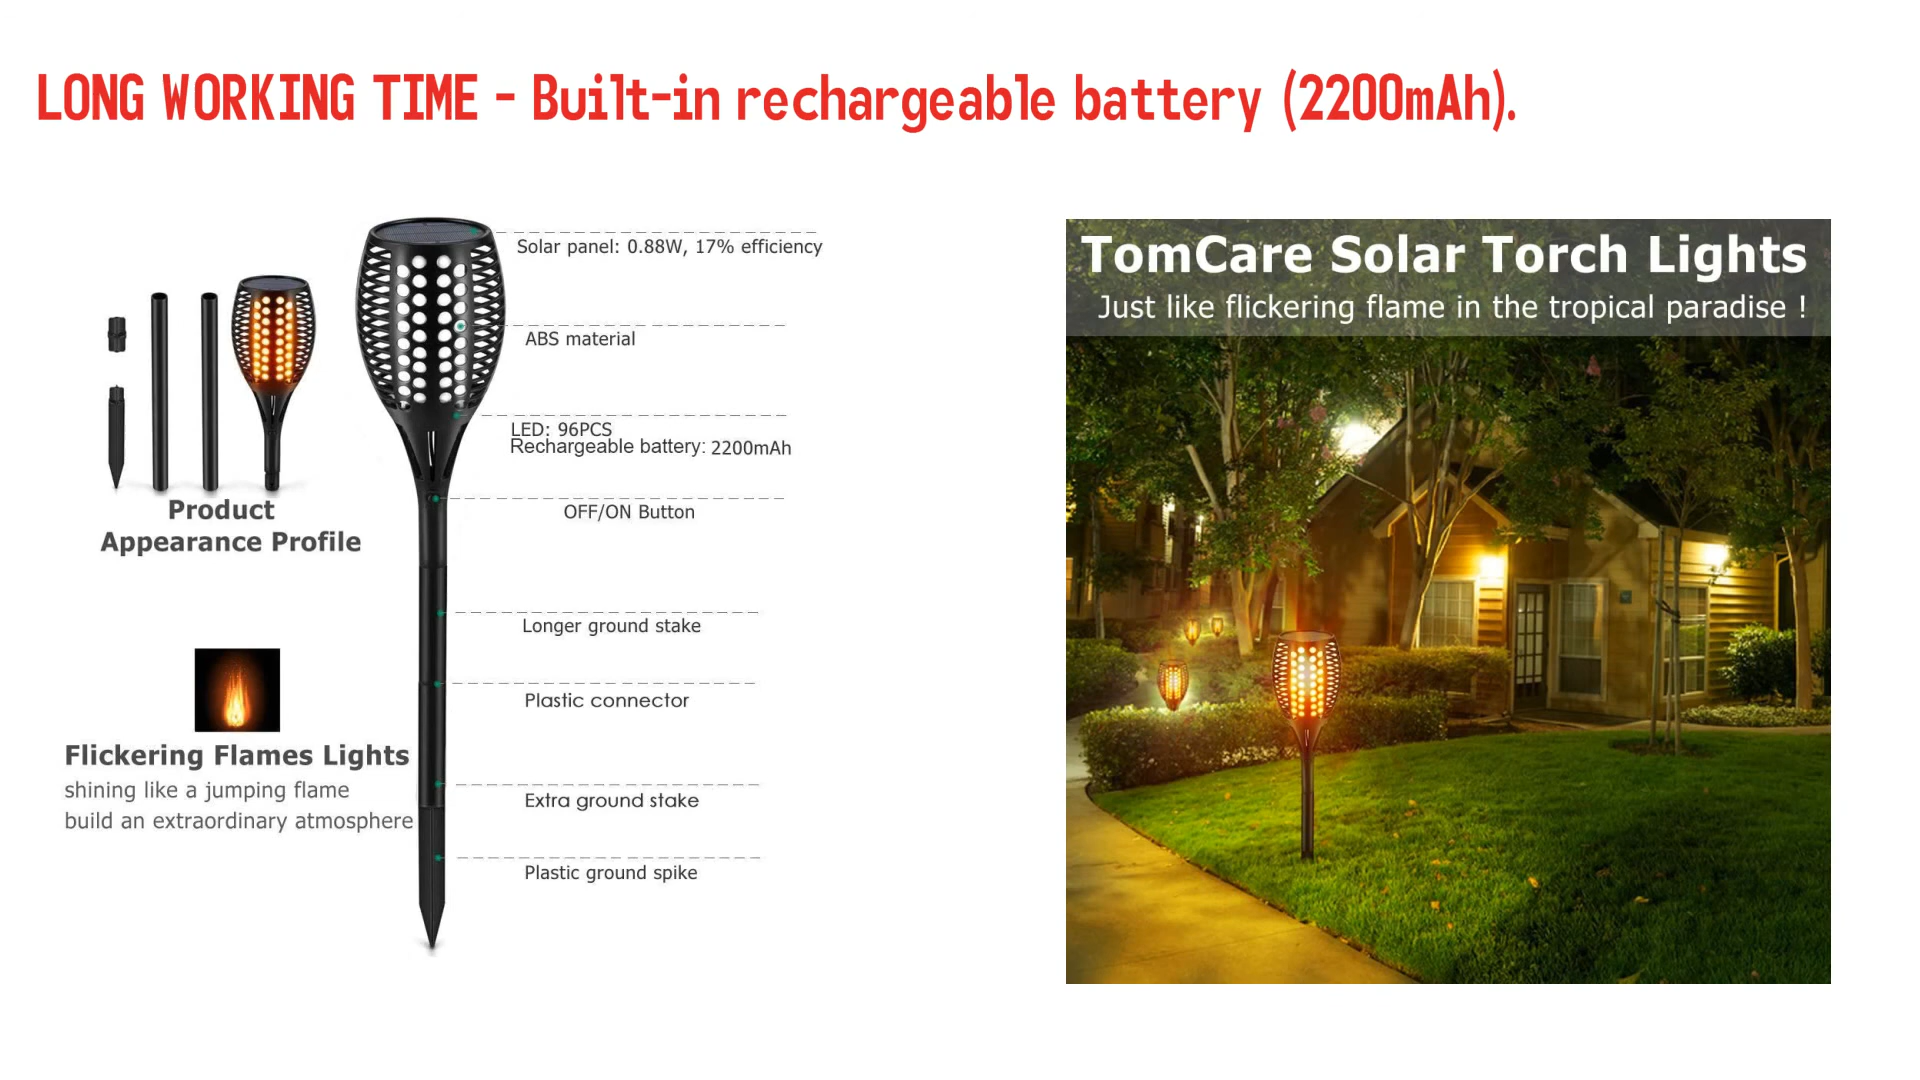 LONG WORKING TIME - Built-in rechargeable battery (2200mAh).
Solar panel: 0.88W, 17% efficiency
ABS material
LED: 96PCS
Rechargeable battery: 2200mAh
OFF/ON Button
Product
Appearance Profile
Longer ground stake
Plastic connector
Flickering Flames Lights
shining like a jumping flame
build an extraordinary atmosphere
Extra ground stake
Plastic ground spike
TomCare Solar Torch Lights
Just like flickering flame in the tropical paradise !